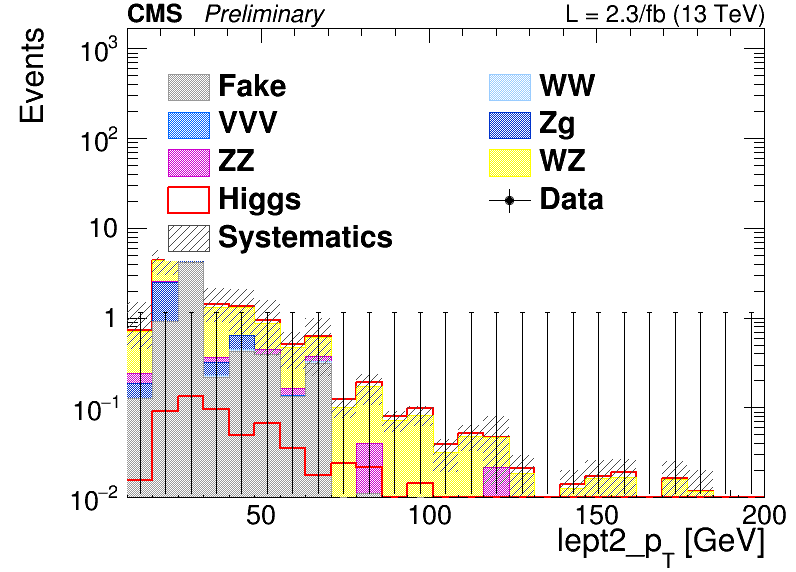 CMS Preliminary L = 2.3/fb (13 TeV)
Events
10³
10²
10
1
10⁻¹
10⁻²
Fake WW
VVV Zg
ZZ WZ
Higgs Data
Systematics
50 100 150 200
lept2_p_T [GeV]